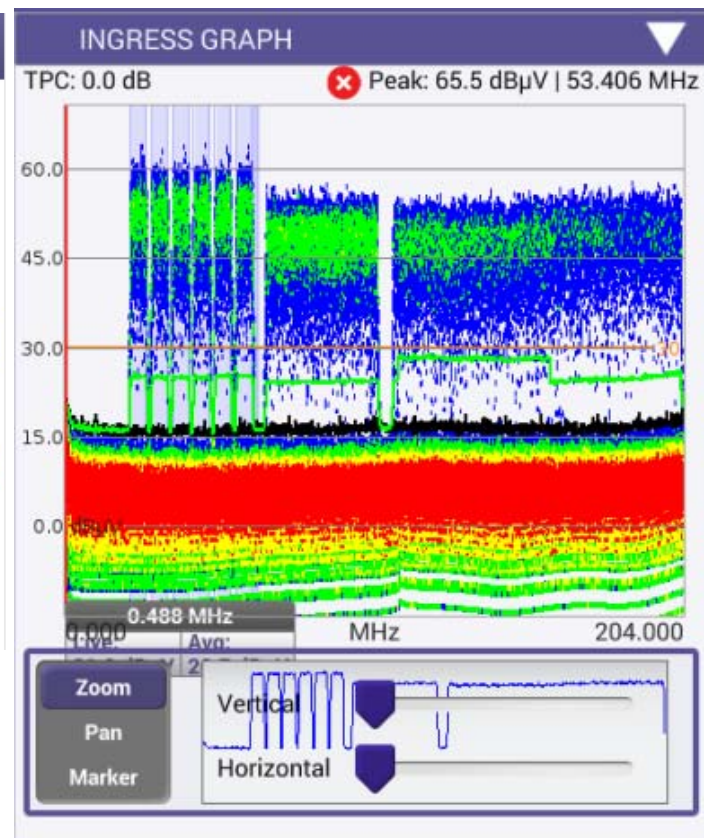 INGRESS GRAPH
TPC: 0.0 dB
Peak: 65.5 dBµV | 53.406 MHz
60.0
45.0
30.0
30
15.0
0.0 dBµV
0.488 MHz
0.000 MHz 204.000
Live: Avg:
Zoom
Pan
Marker
Vertical
Horizontal